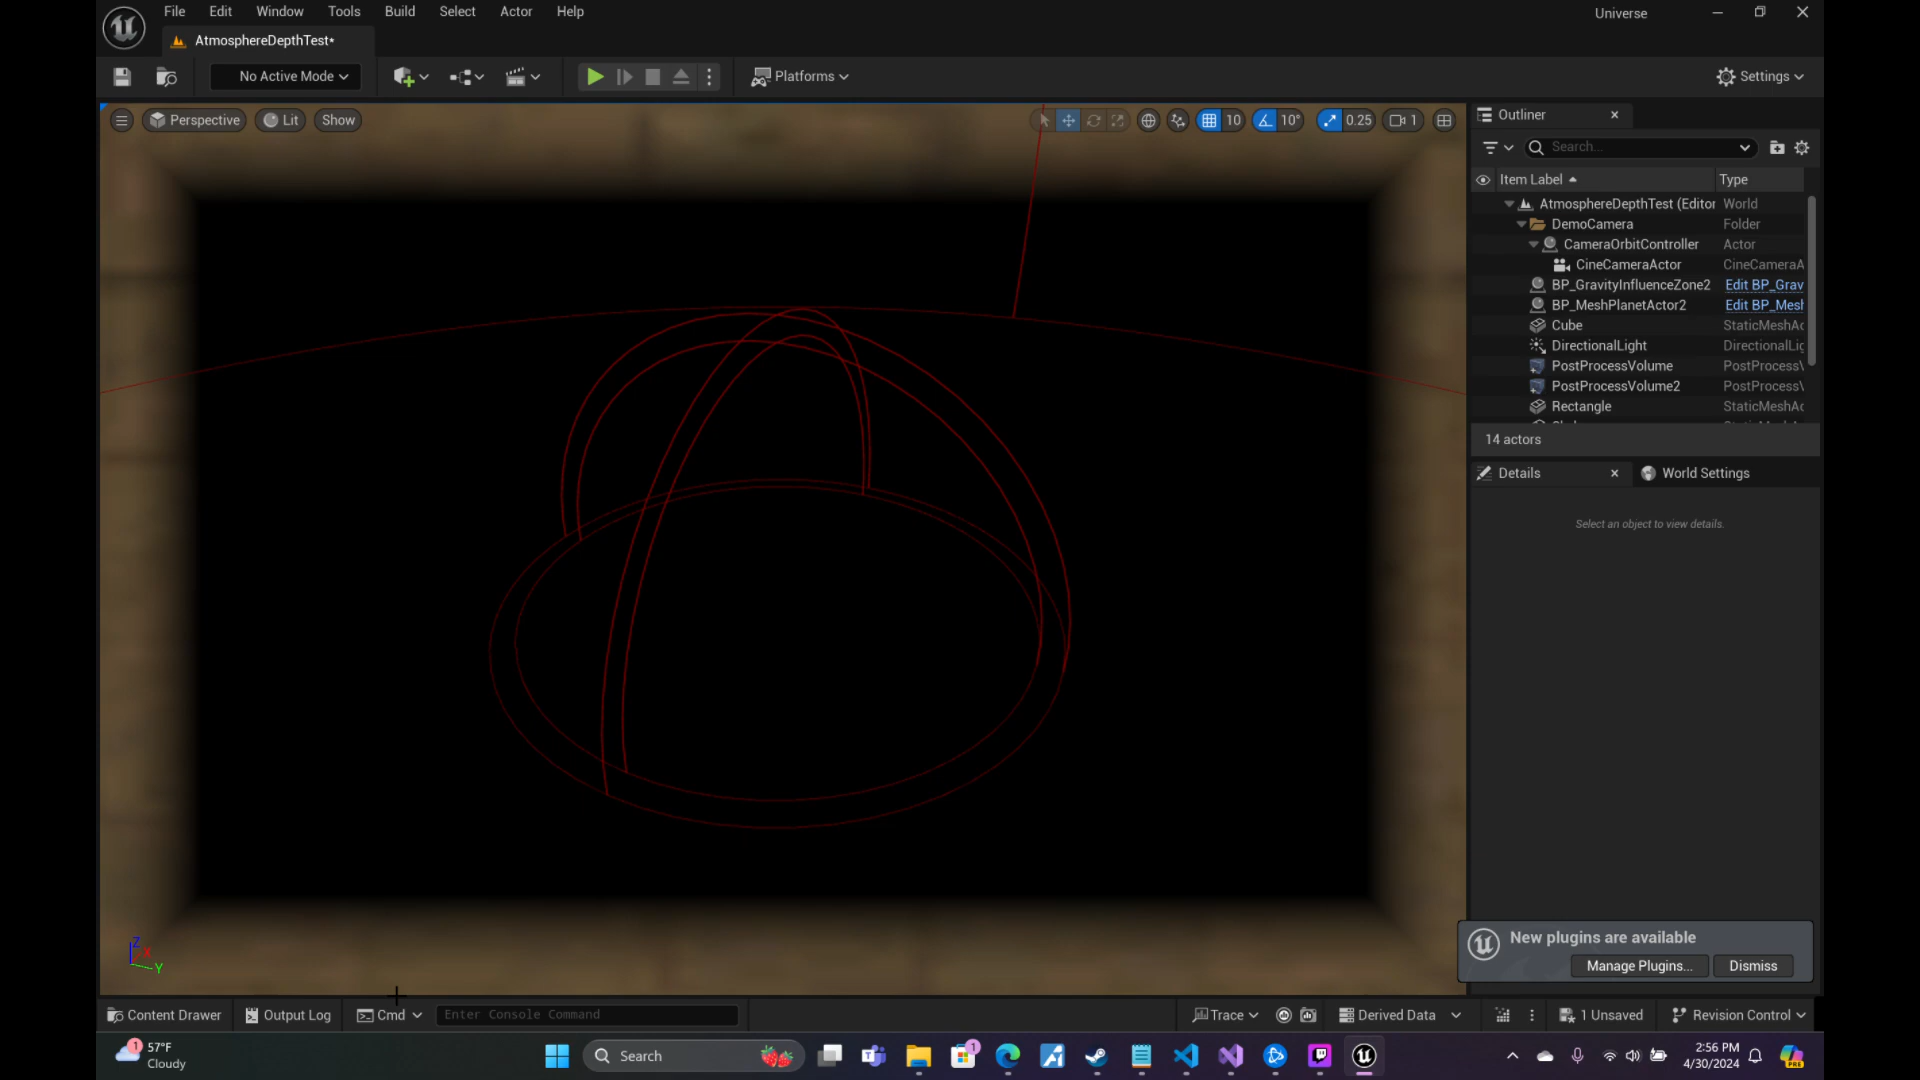 File Edit Window Tools Build Select Actor Help
Universe
AtmosphereDepthTest*
No Active Mode
Platforms
Settings
Perspective
Lit
Show
10
10°
0.25
1
Outliner
Search...
Item Label
Type
AtmosphereDepthTest (Editor World
DemoCamera Folder
CameraOrbitController Actor
CineCameraActor CineCameraA
BP_GravityInfluenceZone2 Edit BP_Grav
BP_MeshPlanetActor2 Edit BP_Mesh
Cube StaticMeshAc
DirectionalLight DirectionalLig
PostProcessVolume PostProcessV
PostProcessVolume2 PostProcessV
Rectangle StaticMeshAc
14 actors
Details
World Settings
Select an object to view details.
New plugins are available
Manage Plugins...
Dismiss
Z
X
Y
Content Drawer
Output Log
Cmd
Enter Console Command
Trace
Derived Data
1 Unsaved
Revision Control
1
57°F
Cloudy
Search
1
2:56 PM
4/30/2024
PRE